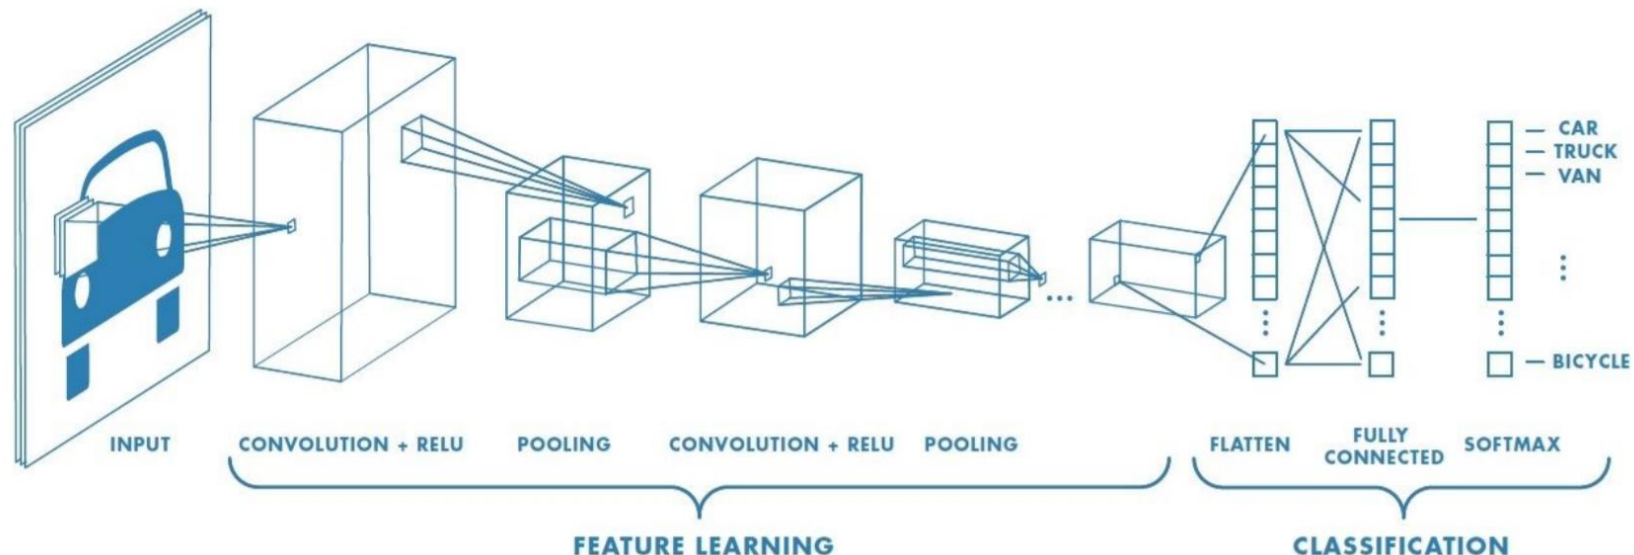 CAR
TRUCK
VAN
BICYCLE
INPUT
CONVOLUTION + RELU
POOLING
CONVOLUTION + RELU
POOLING
FLATTEN
FULLY
CONNECTED
SOFTMAX
FEATURE LEARNING
CLASSIFICATION